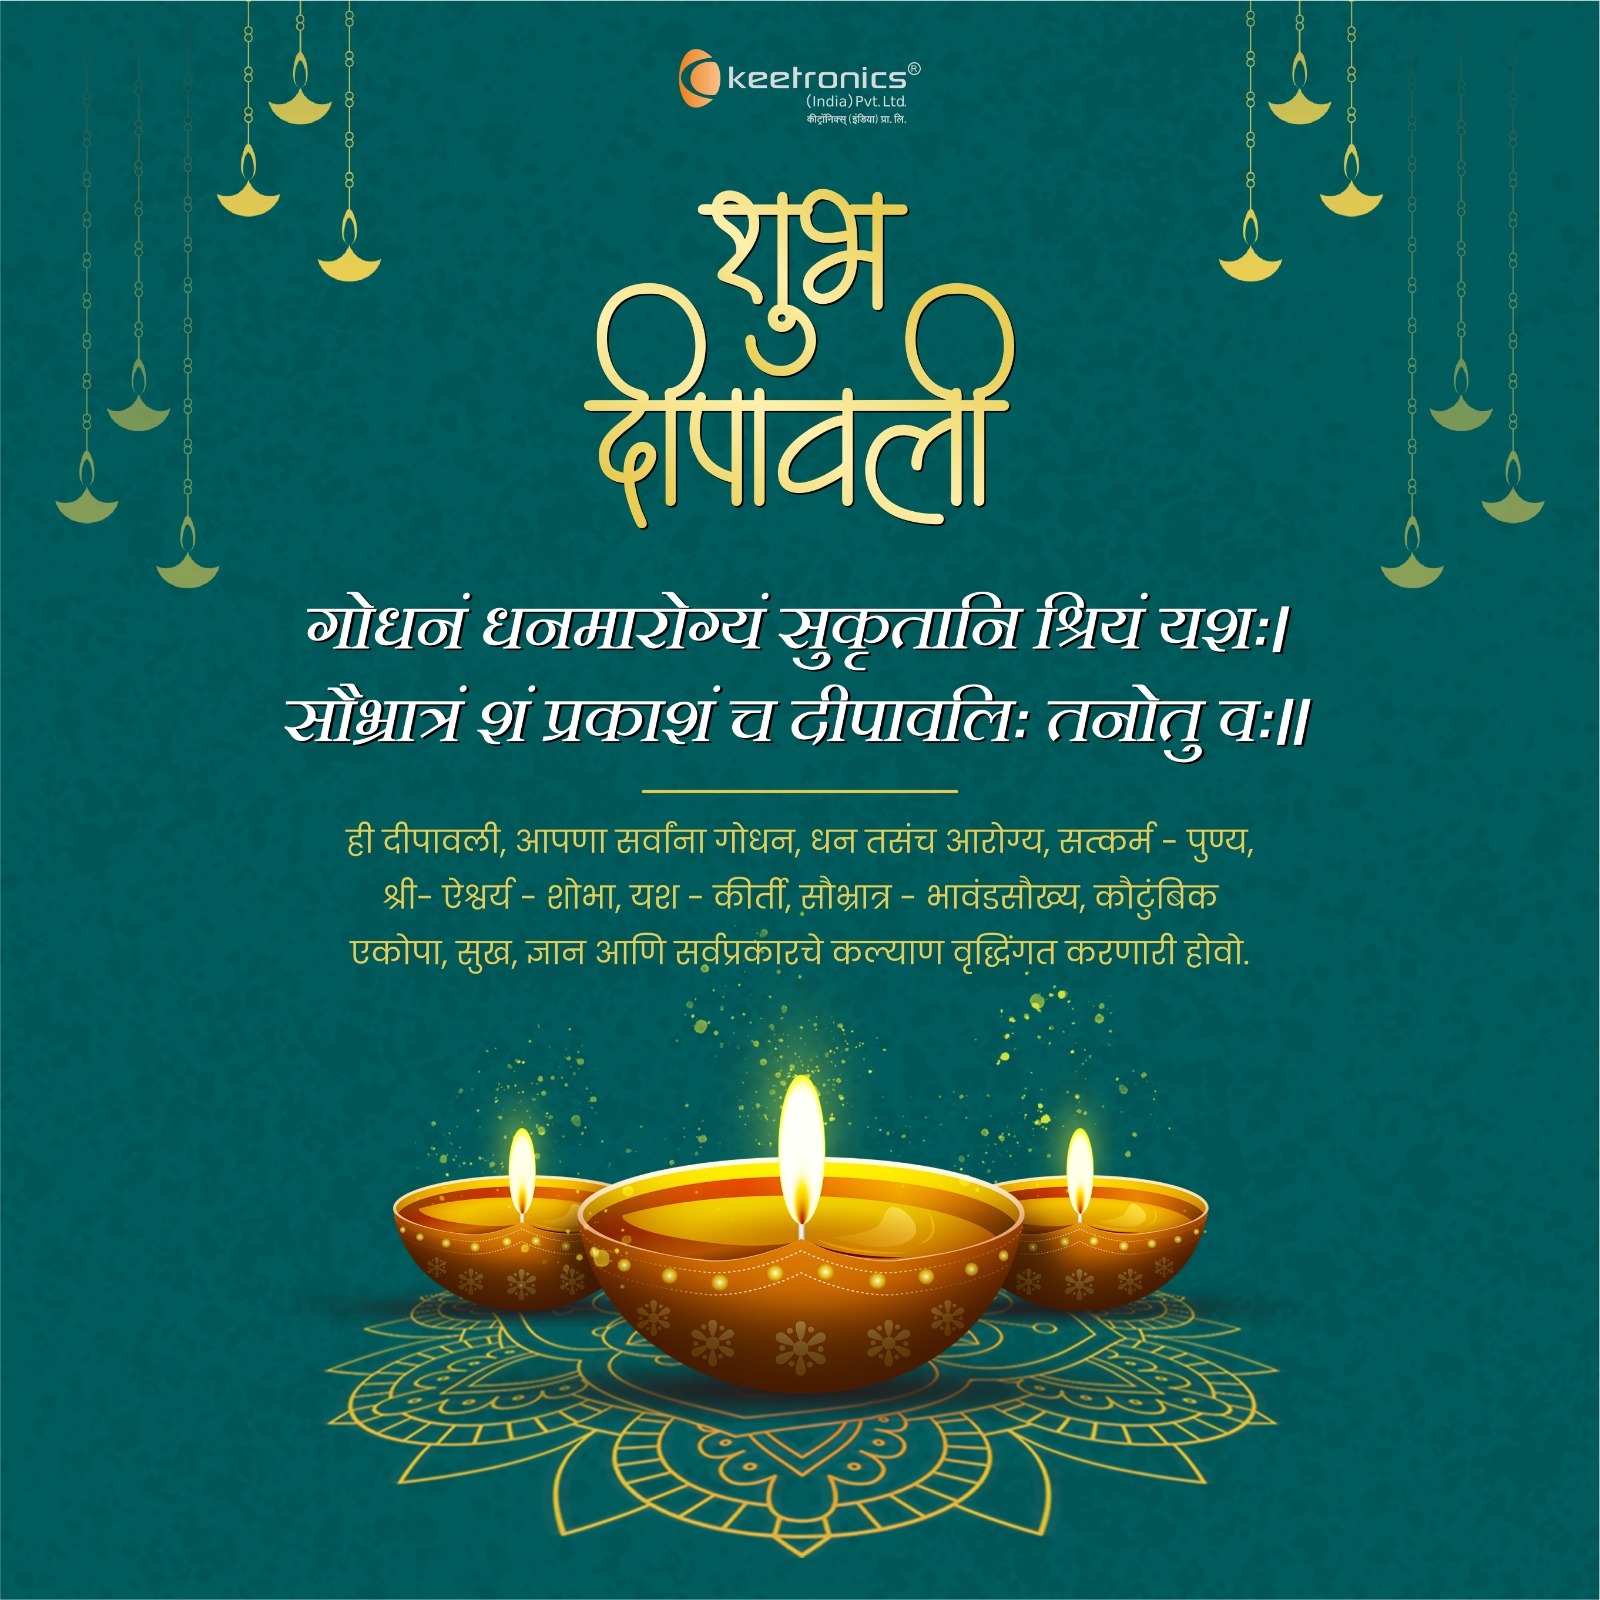 keetronics®
(India) Pvt. Ltd.
कीट्रॉनिक्स् (इंडिया) प्रा. लि.
शुभ
दीपावली
गोधनं धनमारोग्यं सुकृतानि श्रियं यशः।
सौभ्रात्रं शं प्रकाशं च दीपावलिः तनोतु वः॥
ही दीपावली, आपणा सर्वांना गोधन, धन तसंच आरोग्य, सत्कर्म - पुण्य,
श्री- ऐश्वर्य - शोभा, यश - कीर्ती, सौभ्रात्र - भावंडसौख्य, कौटुंबिक
एकोपा, सुख, ज्ञान आणि सर्वप्रकारचे कल्याण वृद्धिंगत करणारी होवो.